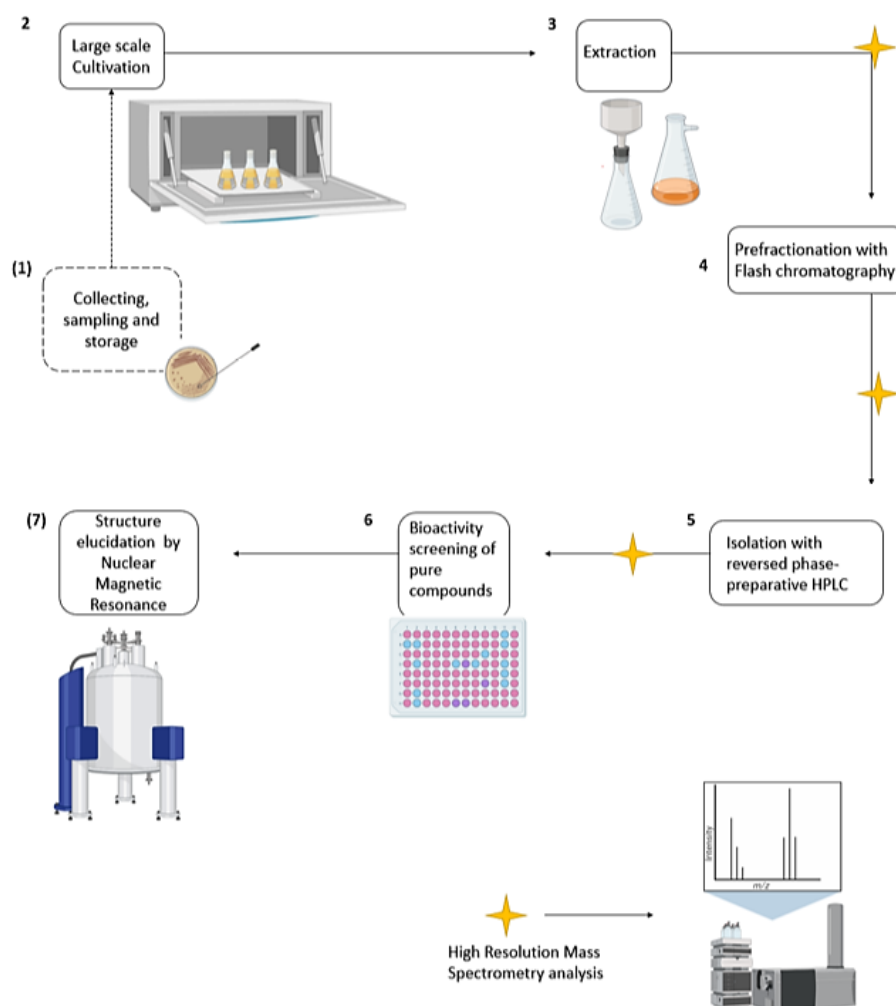 2
Large scale
Cultivation
3
Extraction
(1)
Collecting,
sampling and
storage
4
Prefractionation with
Flash chromatography
(7)
Structure
elucidation by
Nuclear
Magnetic
Resonance
6
Bioactivity
screening of
pure
compounds
5
Isolation with
reversed phase-
preparative HPLC
Intensity
m/z
High Resolution Mass
Spectrometry analysis